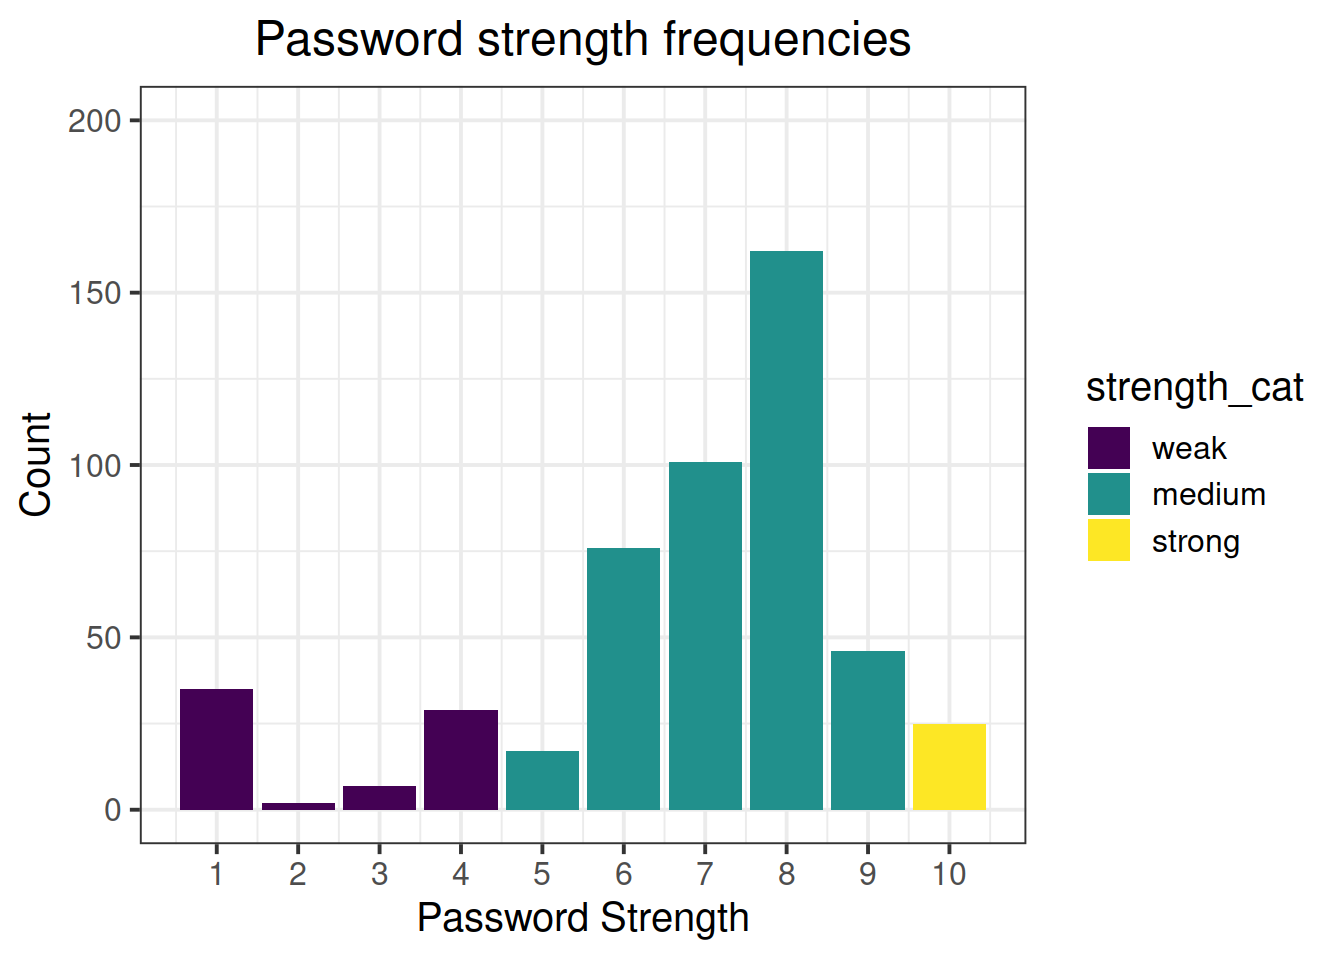 Password strength frequencies
200
150
100
50
0
Count
1 2 3 4 5 6 7 8 9 10
Password Strength
strength_cat
weak
medium
strong